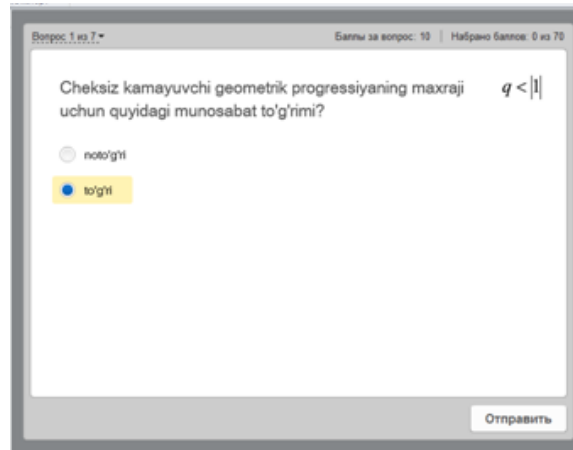 Вопрос 1 из 7
Баллы за вопрос: 10 | Набрано баллов: 0 из 70
Cheksiz kamayuvchi geometrik progressiyaning maxraji q < |1|
uchun quyidagi munosabat to'g'rimi?
noto'g'ri
to'g'ri
Отправить